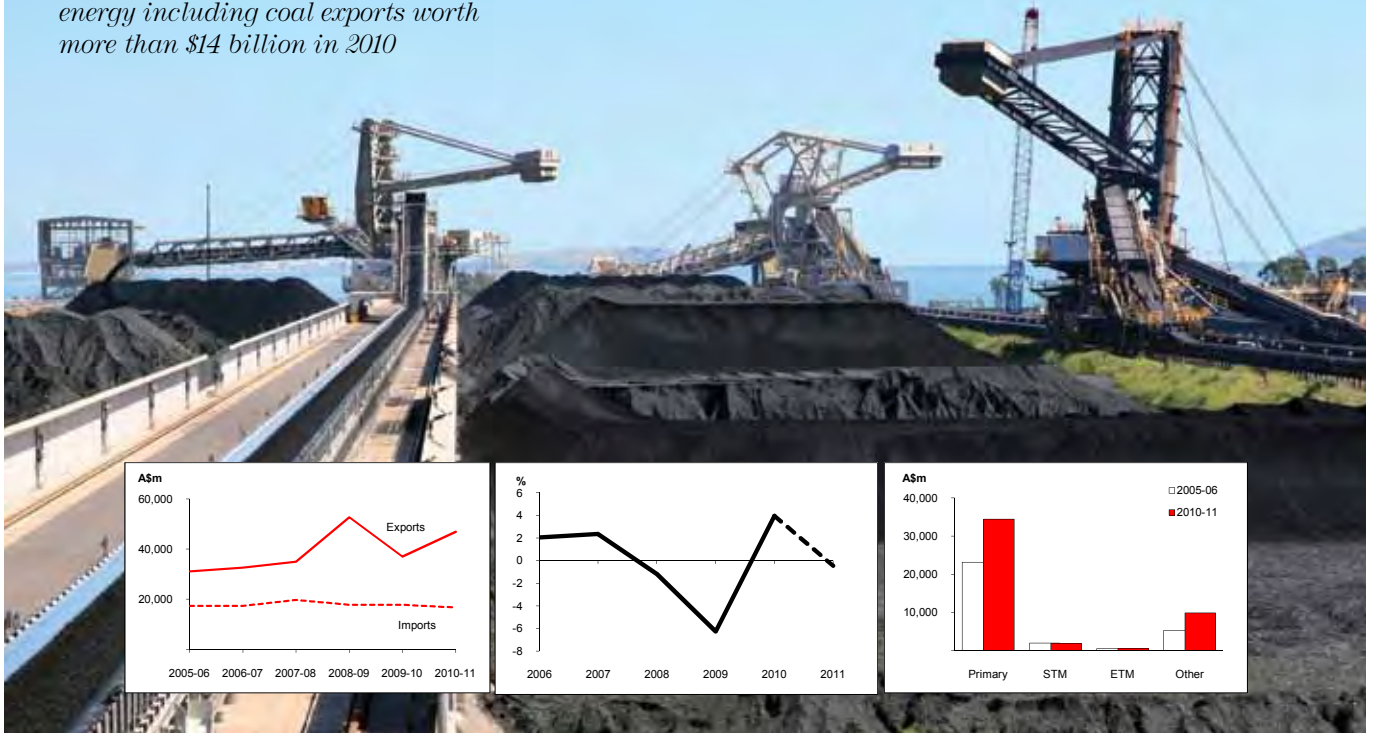 energy including coal exports worth
more than $14 billion in 2010
A$m
60,000
40,000
20,000
Exports
Imports
2005-06 2006-07 2007-08 2008-09 2009-10 2010-11
%
6
4
2
0
-2
-4
-6
-8
2006 2007 2008 2009 2010 2011
A$m
40,000
30,000
20,000
10,000
2005-06
2010-11
Primary STM ETM Other